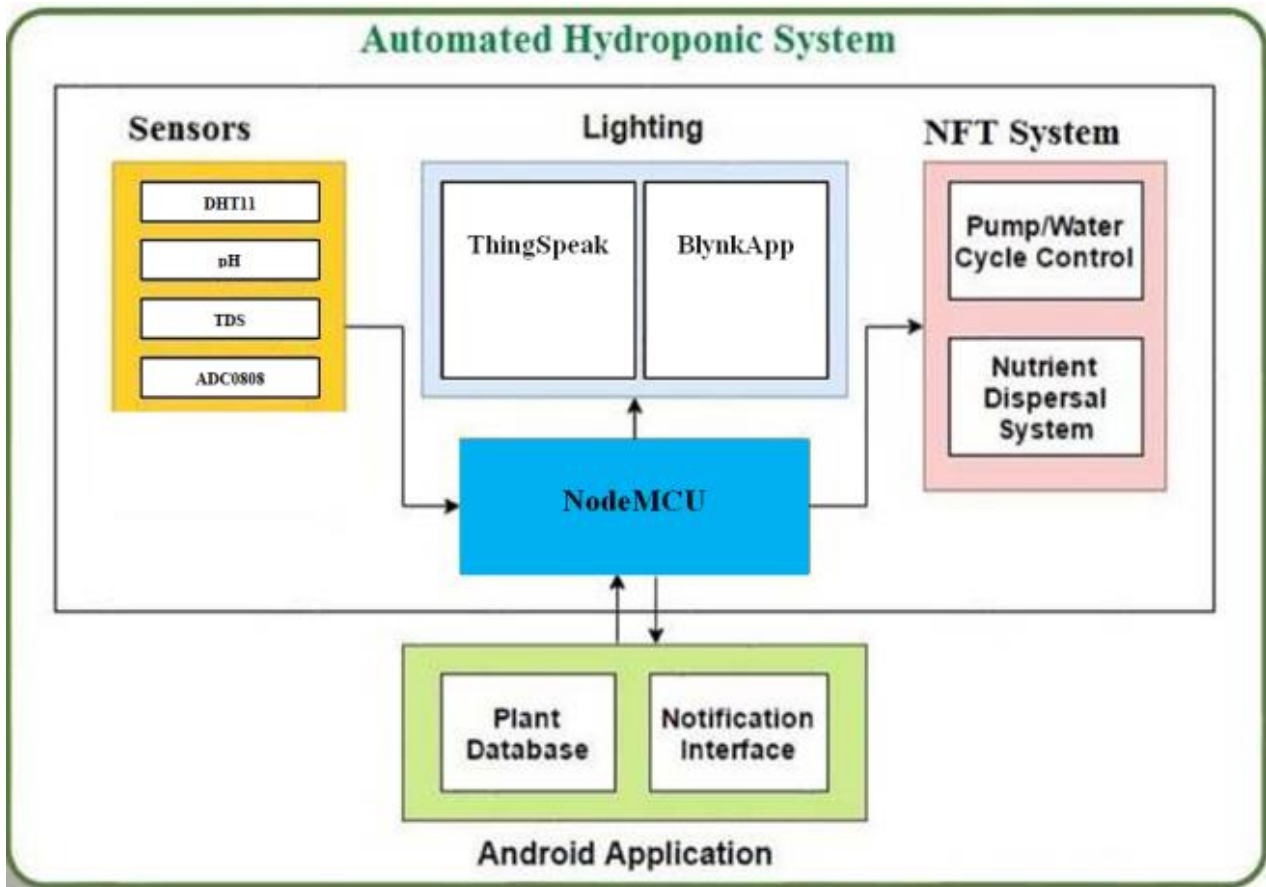 Automated Hydroponic System
Sensors
DHT11
pH
TDS
ADC0808
Lighting
ThingSpeak
BlynkApp
NFT System
Pump/Water
Cycle Control
Nutrient
Dispersal
System
NodeMCU
Plant
Database
Notification
Interface
Android Application